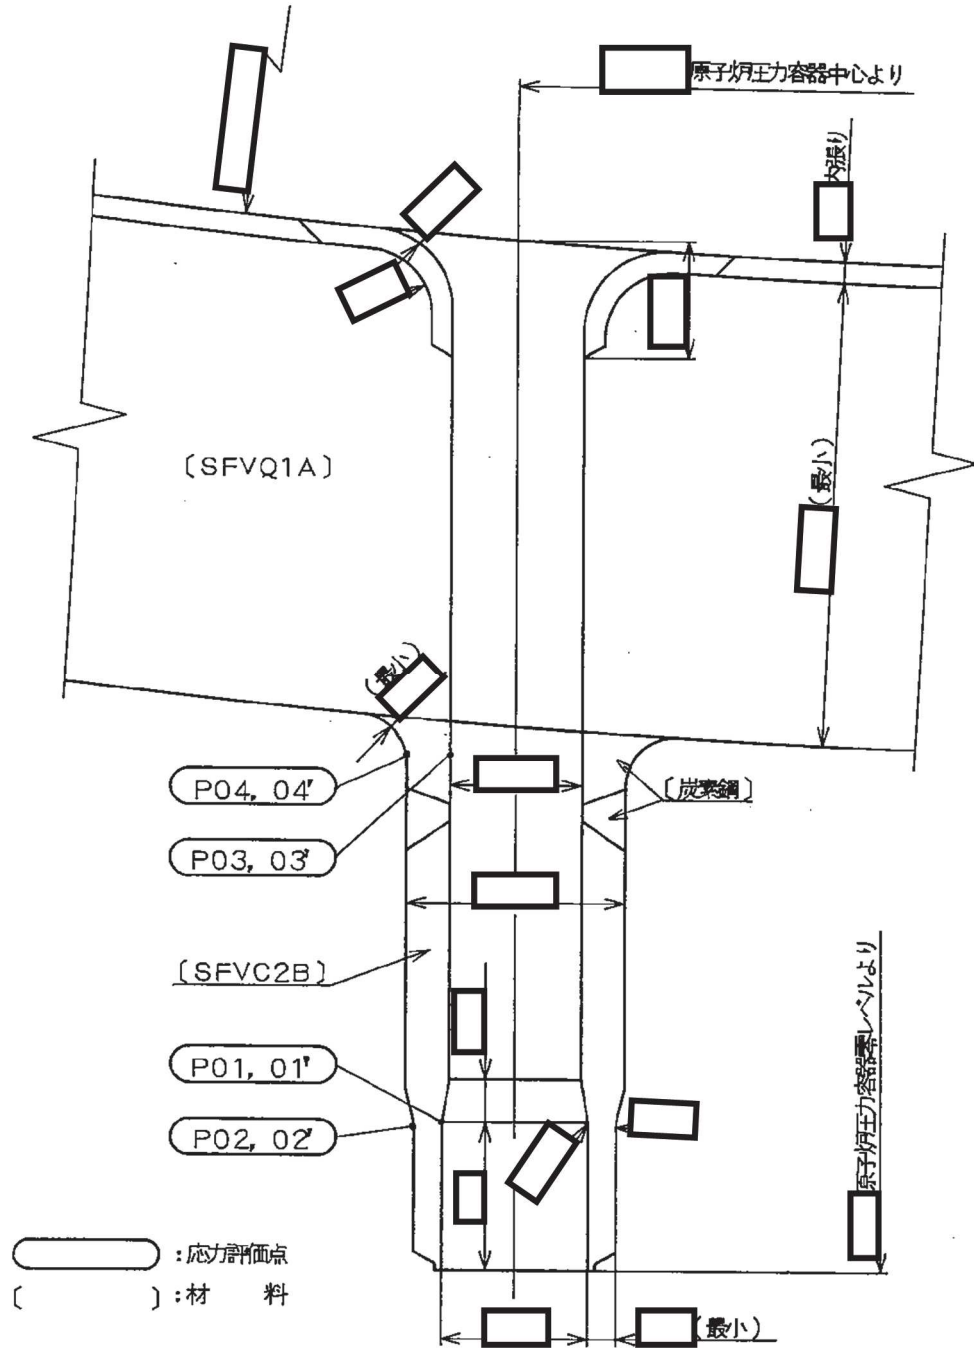 原子炉圧力容器中心より
内張り
〔SFVQ1A〕
(最小)
(最小)
P04, 04'
〔炭素鋼〕
P03, 03'
〔SFVC2B〕
原子炉圧力容器零レベルより
P01, 01'
P02, 02'
：応力評価点
〔　　〕：材　料
(最小)